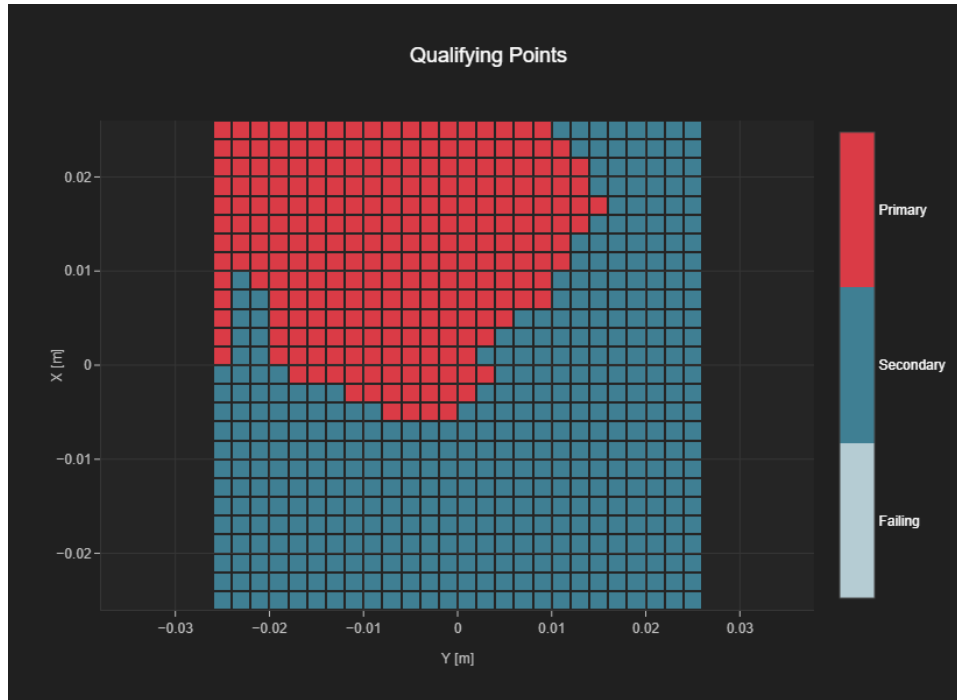 Qualifying Points
0.02
0.01
0
−0.01
−0.02
X [m]
−0.03
−0.02
−0.01
0
0.01
0.02
0.03
Y [m]
Primary
Secondary
Failing